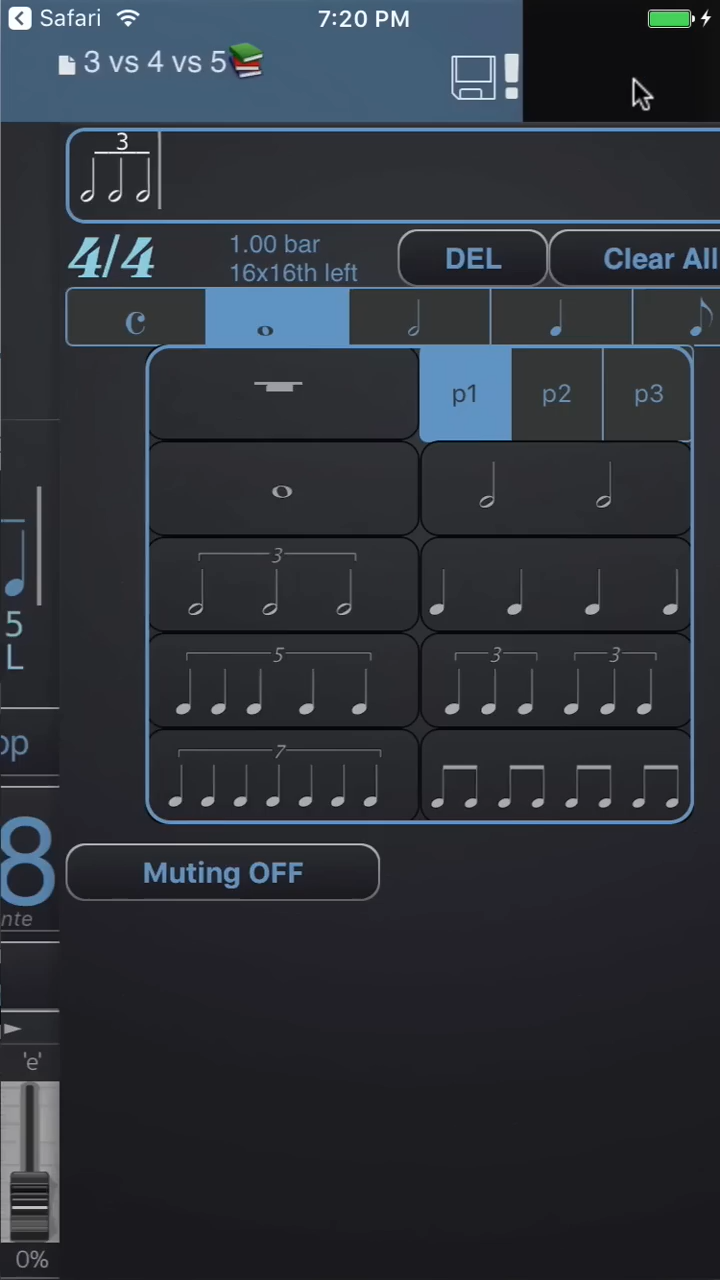 Safari 7:20 PM
3 vs 4 vs 5
3
4/4 1.00 bar
16x16th left
DEL Clear All
p1 p2 p3
3
5 3 3
7
5
L
op
8
nte
Muting OFF
'e'
0%